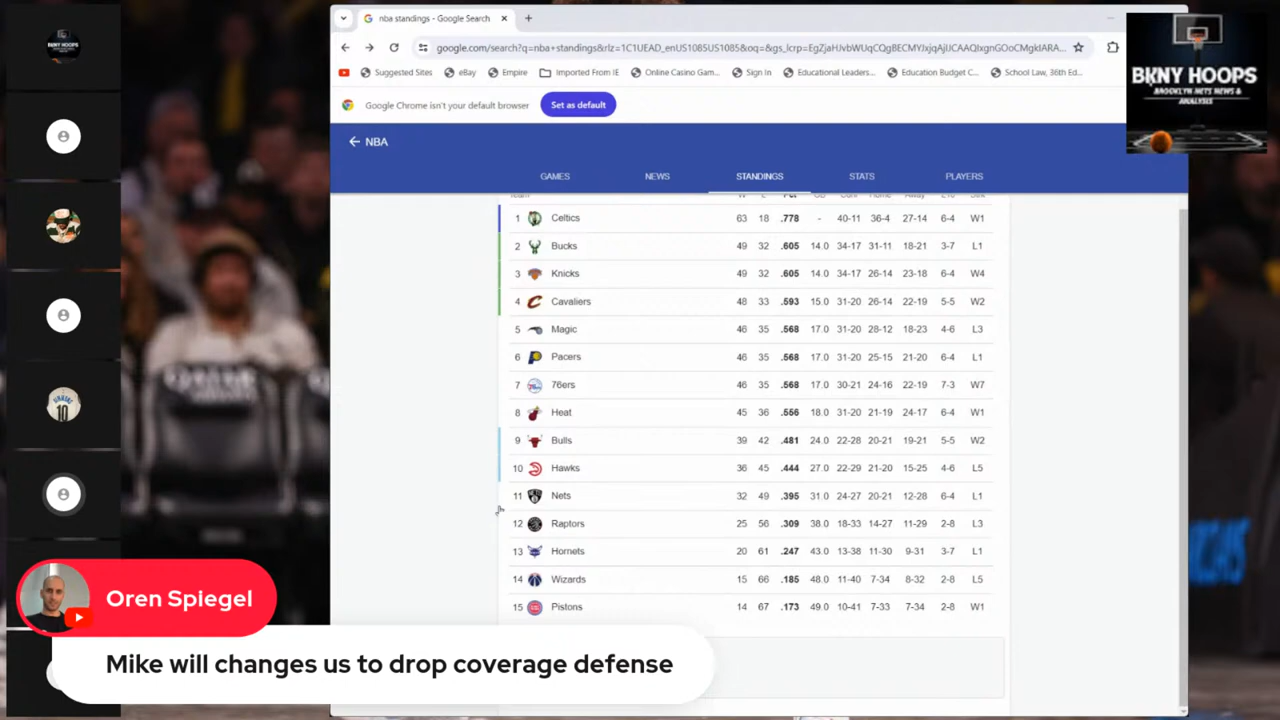 nba standings - Google Search
google.com/search?q=nba+standings&rlz=1C1UEAD_enUS1085US1085&oq=&gs_lcrp=EgZjaHJvbWUqCQgBECMYJxjqAjICAAQIxgnGOoCMgkIARA...
Suggested Sites eBay Empire Imported From IE Online Casino Gam... Sign In Educational Leaders... Education Budget C... School Law, 36th Ed...
Google Chrome isn't your default browser Set as default
BKNY HOOPS
BROOKLYN NETS NEWS &
ANALYSIS
NBA
GAMES NEWS STANDINGS STATS PLAYERS
1 Celtics 63 18 .778 - 40-11 36-4 27-14 6-4 W1
2 Bucks 49 32 .605 14.0 34-17 31-11 18-21 3-7 L1
3 Knicks 49 32 .605 14.0 34-17 26-14 23-18 6-4 W4
4 Cavaliers 48 33 .593 15.0 31-20 26-14 22-19 5-5 W2
5 Magic 46 35 .568 17.0 31-20 28-12 18-23 4-6 L3
6 Pacers 46 35 .568 17.0 31-20 25-15 21-20 6-4 L1
7 76ers 46 35 .568 17.0 30-21 24-16 22-19 7-3 W7
8 Heat 45 36 .556 18.0 31-20 21-19 24-17 6-4 W1
9 Bulls 39 42 .481 24.0 22-28 20-21 19-21 5-5 W2
10 Hawks 36 45 .444 27.0 22-29 21-20 15-25 4-6 L5
11 Nets 32 49 .395 31.0 24-27 20-21 12-28 6-4 L1
12 Raptors 25 56 .309 38.0 18-33 14-27 11-29 2-8 L3
13 Hornets 20 61 .247 43.0 13-38 11-30 9-31 3-7 L1
14 Wizards 15 66 .185 48.0 11-40 7-34 8-32 2-8 L5
15 Pistons 14 67 .173 49.0 10-41 7-33 7-34 2-8 W1
Oren Spiegel
Mike will changes us to drop coverage defense